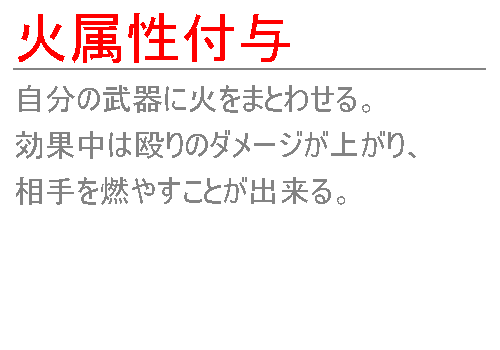 火属性付与
自分の武器に火をまとわせる。
効果中は殴りのダメージが上がり、
相手を燃やすことが出来る。